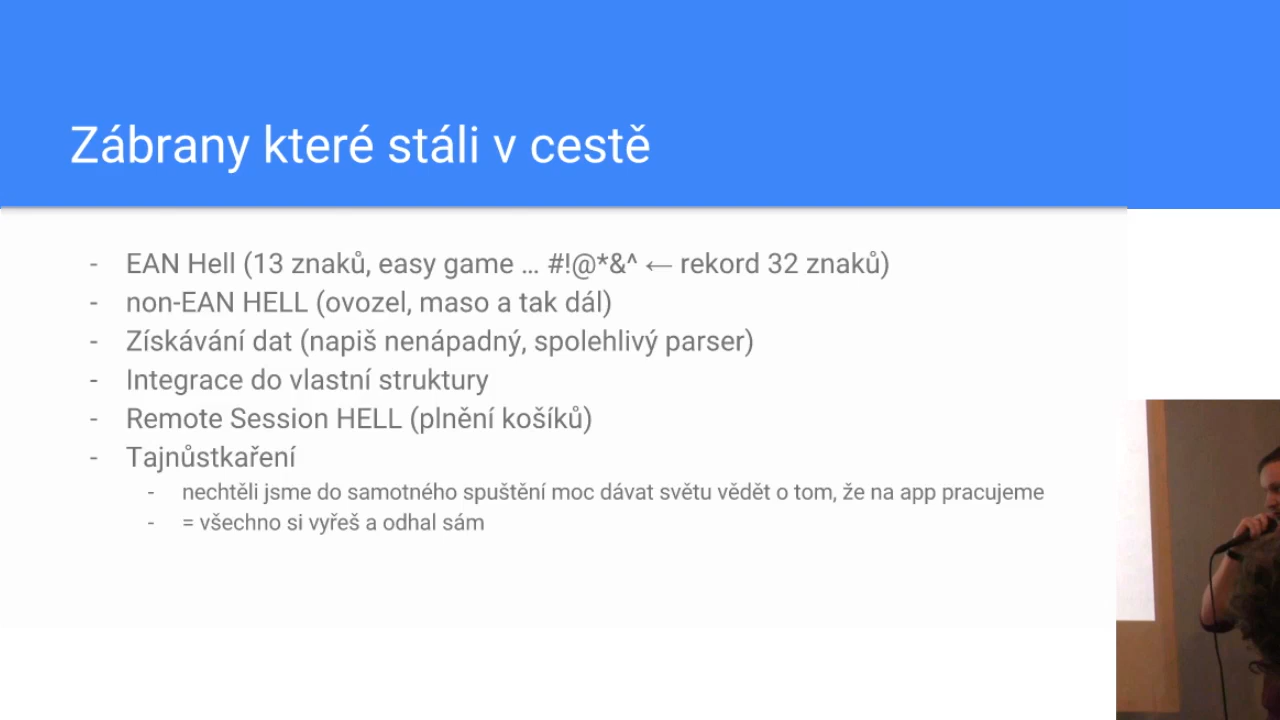 Zábrany které stáli v cestě
- EAN Hell (13 znaků, easy game ... #!@*&^ ← rekord 32 znaků)
- non-EAN HELL (ovozel, maso a tak dál)
- Získávání dat (napiš nenápadný, spolehlivý parser)
- Integrace do vlastní struktury
- Remote Session HELL (plnění košíků)
- Tajnůstkaření
- nechtěli jsme do samotného spuštění moc dávat světu vědět o tom, že na app pracujeme
- = všechno si vyřeš a odhal sám